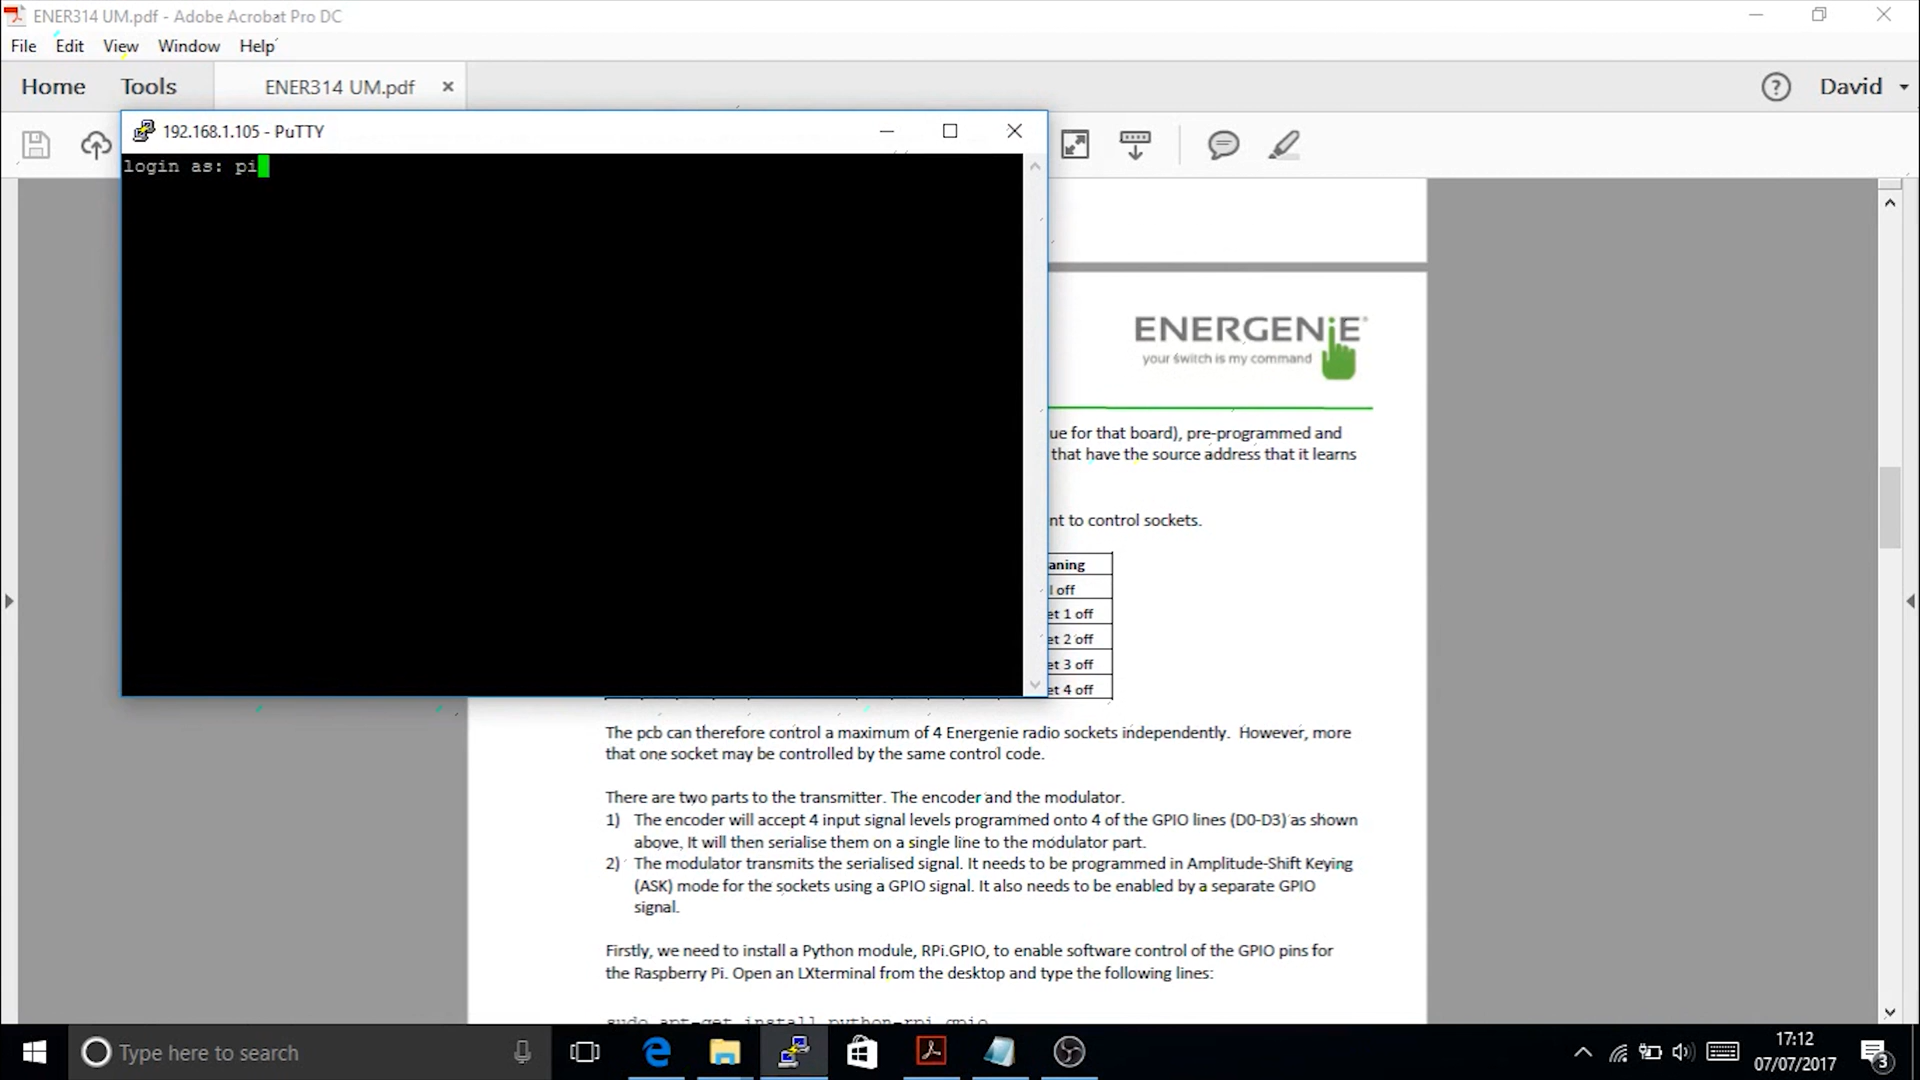 ENER314 UM.pdf - Adobe Acrobat Pro DC
File Edit View Window Help
Home Tools ENER314 UM.pdf × ? David
192.168.1.105 - PuTTY
login as: pi
ENERGENiE
your switch is my command
ue for that board), pre-programmed and
that have the source address that it learns
nt to control sockets.
aning
l off
et 1 off
et 2 off
et 3 off
et 4 off
The pcb can therefore control a maximum of 4 Energenie radio sockets independently. However, more
that one socket may be controlled by the same control code.
There are two parts to the transmitter. The encoder and the modulator.
1) The encoder will accept 4 input signal levels programmed onto 4 of the GPIO lines (D0-D3) as shown
above. It will then serialise them on a single line to the modulator part.
2) The modulator transmits the serialised signal. It needs to be programmed in Amplitude-Shift Keying
(ASK) mode for the sockets using a GPIO signal. It also needs to be enabled by a separate GPIO
signal.
Firstly, we need to install a Python module, RPi.GPIO, to enable software control of the GPIO pins for
the Raspberry Pi. Open an LXterminal from the desktop and type the following lines:
sudo apt-get install python-rpi.gpio
Type here to search
17:12
07/07/2017
3